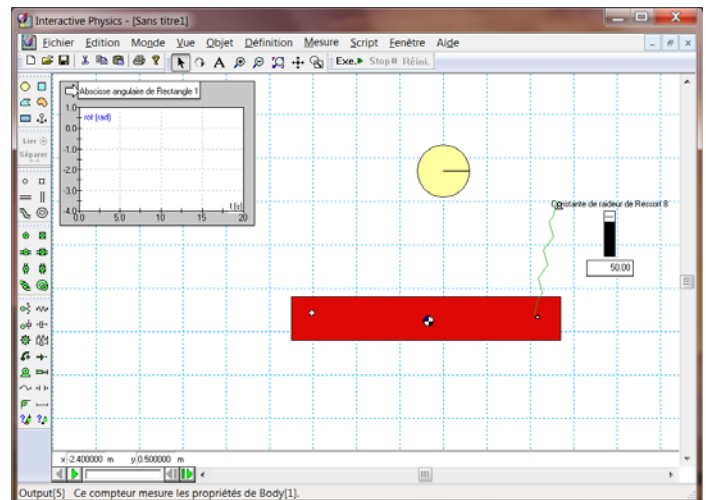 Interactive Physics - [Sans titre1]
Fichier Edition Monde Vue Objet Définition Mesure Script Fenêtre Aide
A Exe. Stop Réini.
Abscisse angulaire de Rectangle 1
rot (rad)
1.0
0.0
-1.0
-2.0
-3.0
-4.0
t (s)
0.0 5.0 10 15 20
Lier
Séparer
Constante de raideur de Ressort 8
50.00
x -2.400000 m y 0.500000 m
Output[5] Ce compteur mesure les propriétés de Body[1].